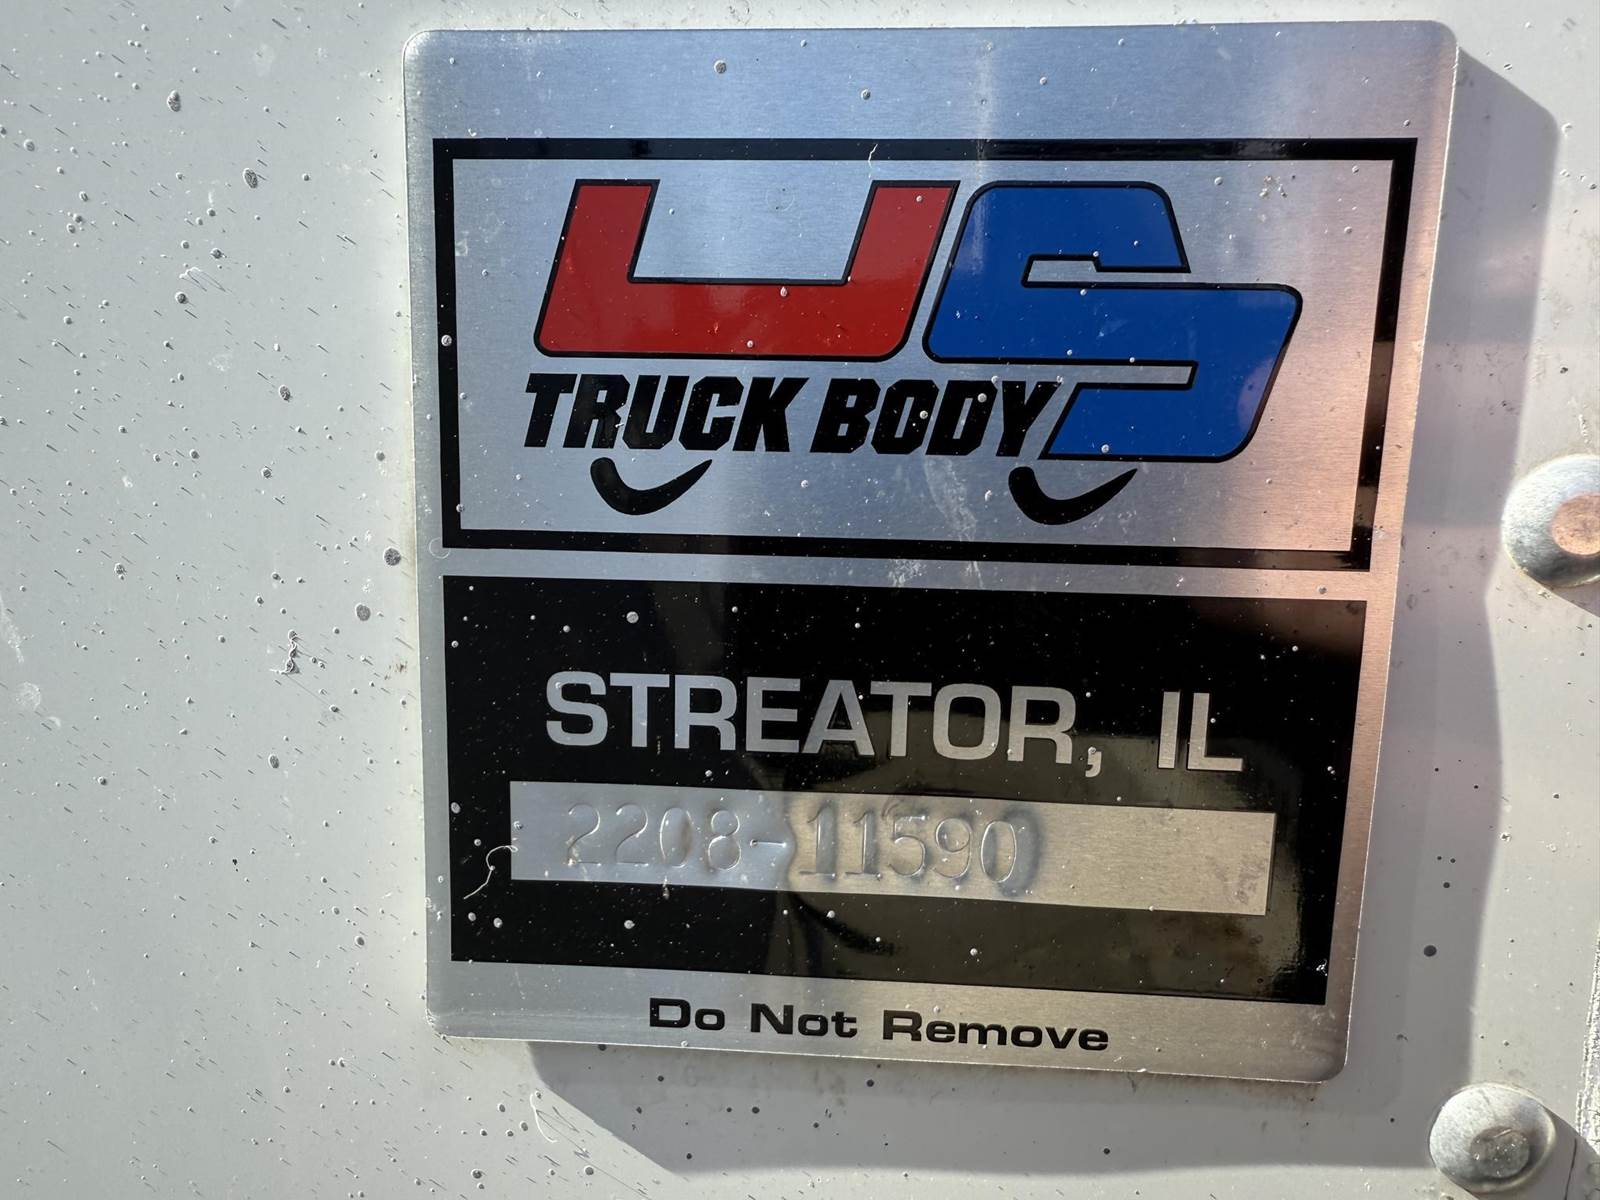 US
TRUCK BODY
STREATOR, IL
2208-11590
Do Not Remove